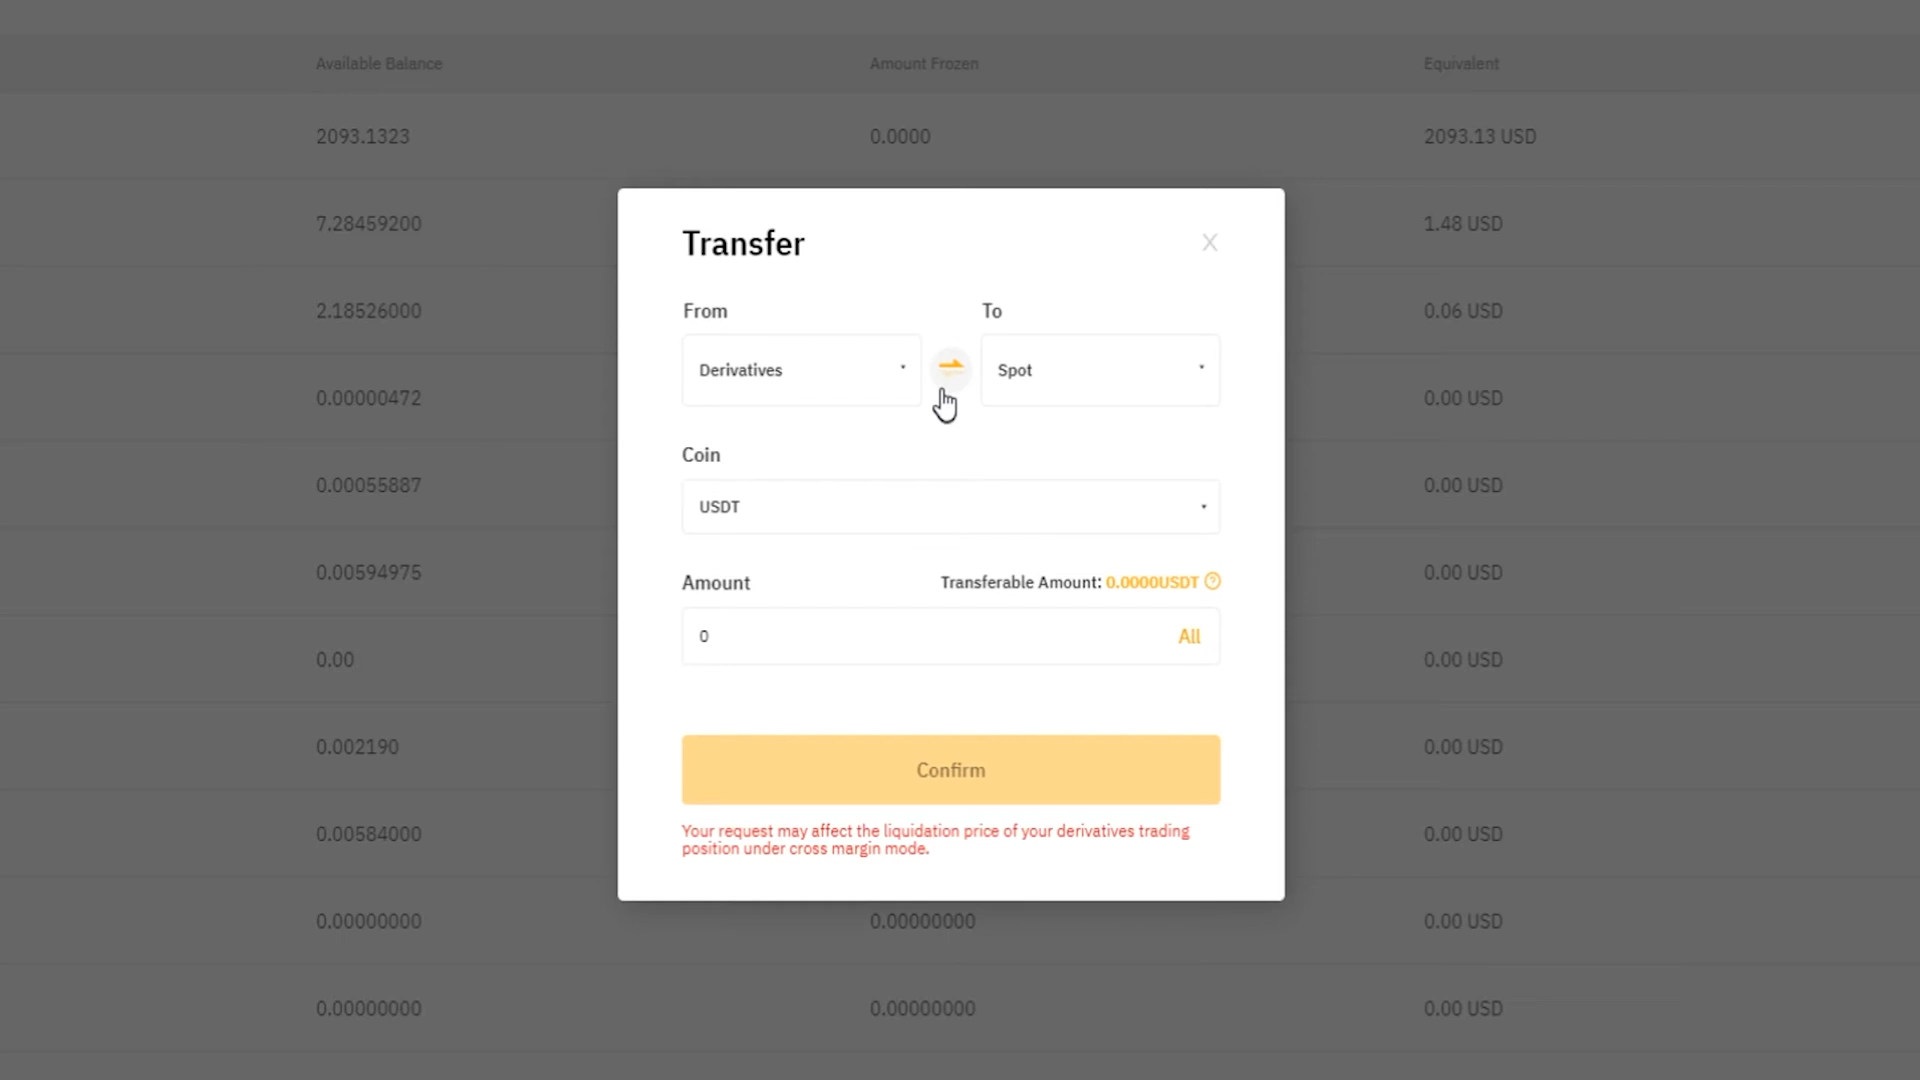 Available Balance Amount Frozen Equivalent
2093.1323 0.0000 2093.13 USD
7.28459200 1.48 USD
2.18526000 0.06 USD
0.00000472 0.00 USD
0.00055887 0.00 USD
0.00594975 0.00 USD
0.00 0.00 USD
0.002190 0.00 USD
0.00584000 0.00 USD
0.00000000 0.00000000 0.00 USD
0.00000000 0.00000000 0.00 USD
Transfer X
From To
Derivatives Spot
Coin
USDT
Amount Transferable Amount: 0.0000USDT ?
0 All
Confirm
Your request may affect the liquidation price of your derivatives trading
position under cross margin mode.